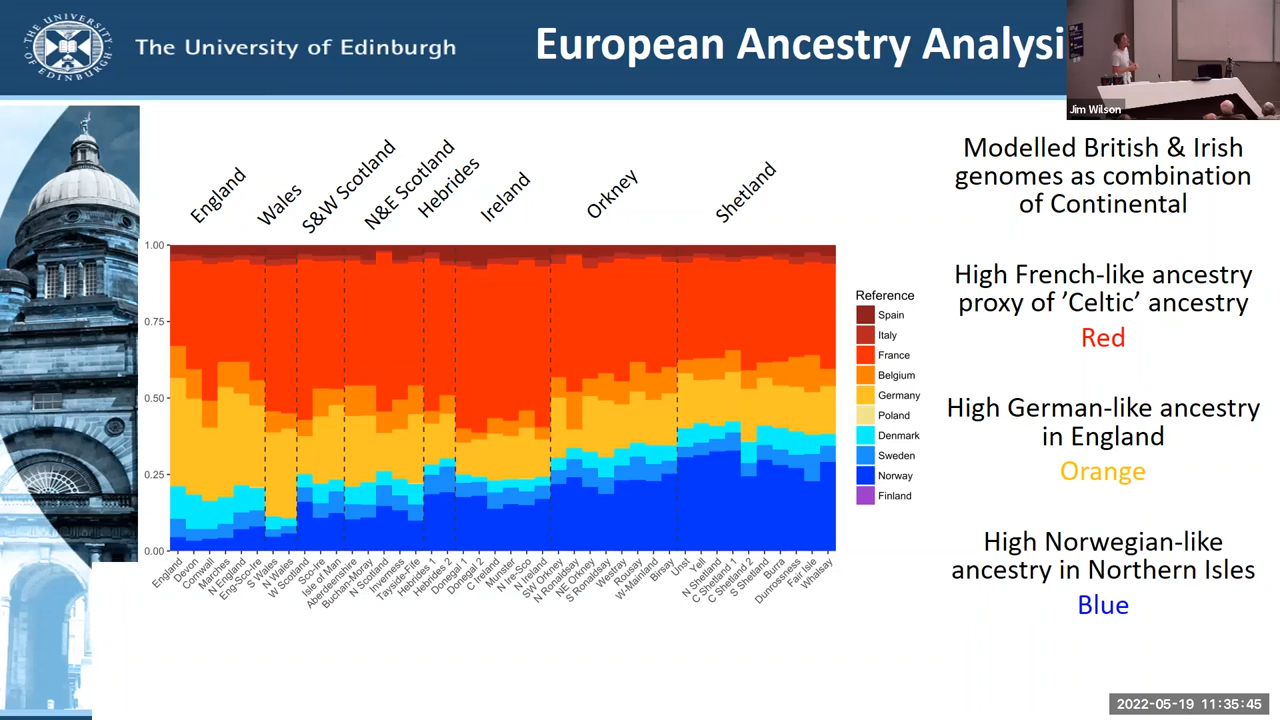 THE UNIVERSITY OF EDINBURGH
The University of Edinburgh
European Ancestry Analysi
Jim Wilson
England
Wales
S&W Scotland
N&E Scotland
Hebrides
Ireland
Orkney
Shetland
1.00
0.75
0.50
0.25
0.00
England
Devon
Cornwall
Marches
N England
Eng-Sco-Ire
S Wales
N Wales
W Scotland
Sco-Ire
Isle of Man
Aberdeenshire
Buchan-Moray
N Scotland
Inverness
Tayside-Fife
Hebrides 1
Hebrides 2
Donegal 1
Donegal 2
C Ireland
Munster
N Ire-Sco
N Ireland
SW Orkney
N Ronaldsay
NE Orkney
S Ronaldsay
Westray
Rousay
W-Mainland
Birsay
Unst
Yell
N Shetland
C Shetland 1
C Shetland 2
S Shetland
Burra
Dunrossness
Fair Isle
Whalsay
Reference
Spain
Italy
France
Belgium
Germany
Poland
Denmark
Sweden
Norway
Finland
Modelled British & Irish
genomes as combination
of Continental
High French-like ancestry
proxy of ’Celtic’ ancestry
Red
High German-like ancestry
in England
Orange
High Norwegian-like
ancestry in Northern Isles
Blue
2022-05-19 11:35:45